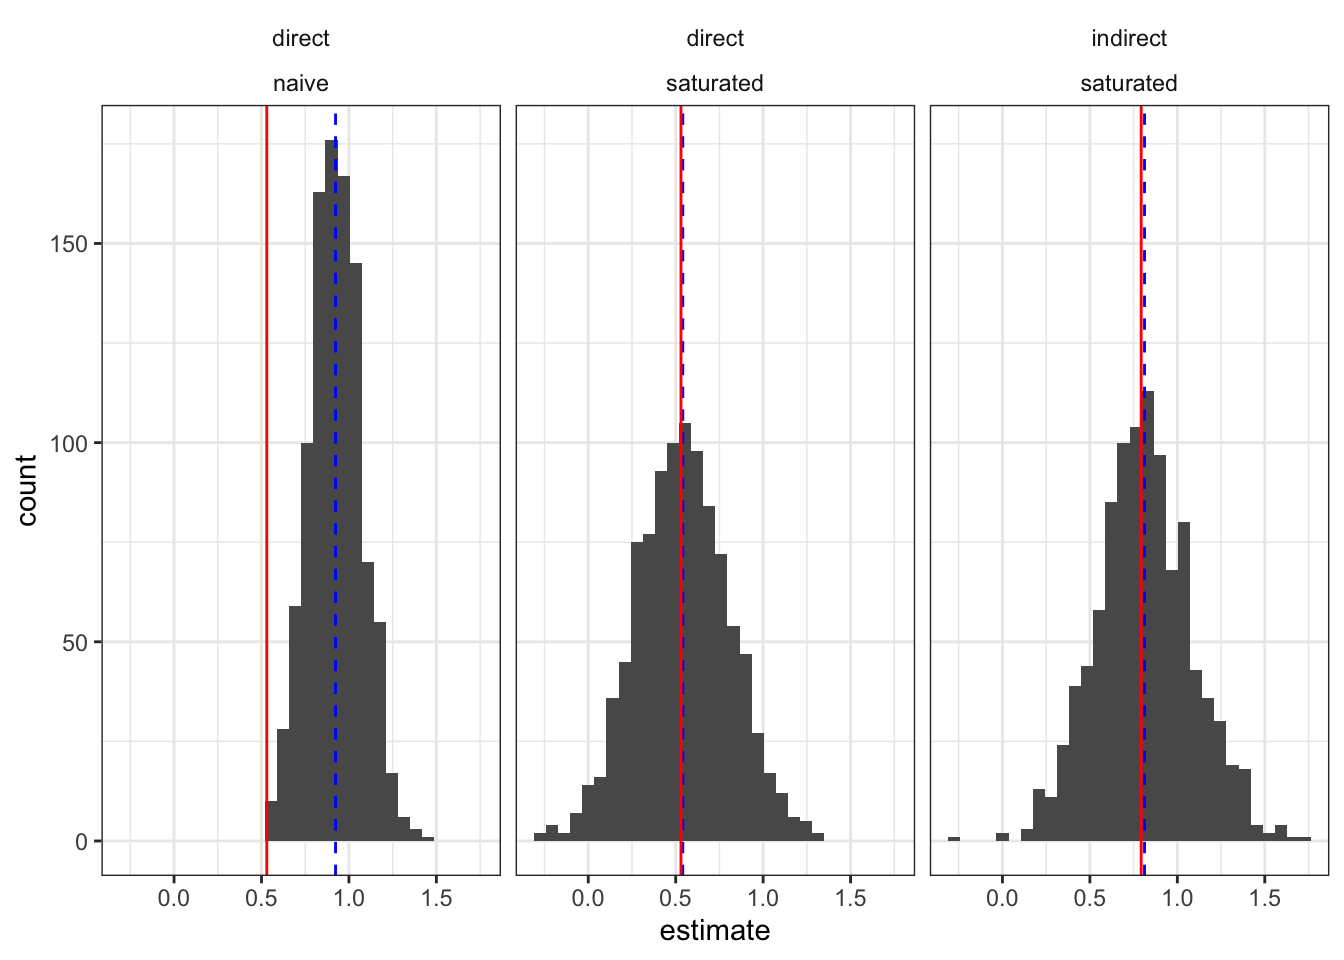 direct direct indirect
naive saturated saturated
150
100
50
0
0.0 0.5 1.0 1.5 0.0 0.5 1.0 1.5 0.0 0.5 1.0 1.5
count
estimate